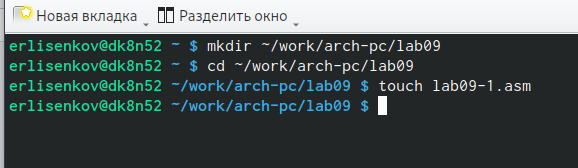 Новая вкладка Разделить окно
erlisenkov@dk8n52 ~ $ mkdir ~/work/arch-pc/lab09
erlisenkov@dk8n52 ~ $ cd ~/work/arch-pc/lab09
erlisenkov@dk8n52 ~/work/arch-pc/lab09 $ touch lab09-1.asm
erlisenkov@dk8n52 ~/work/arch-pc/lab09 $